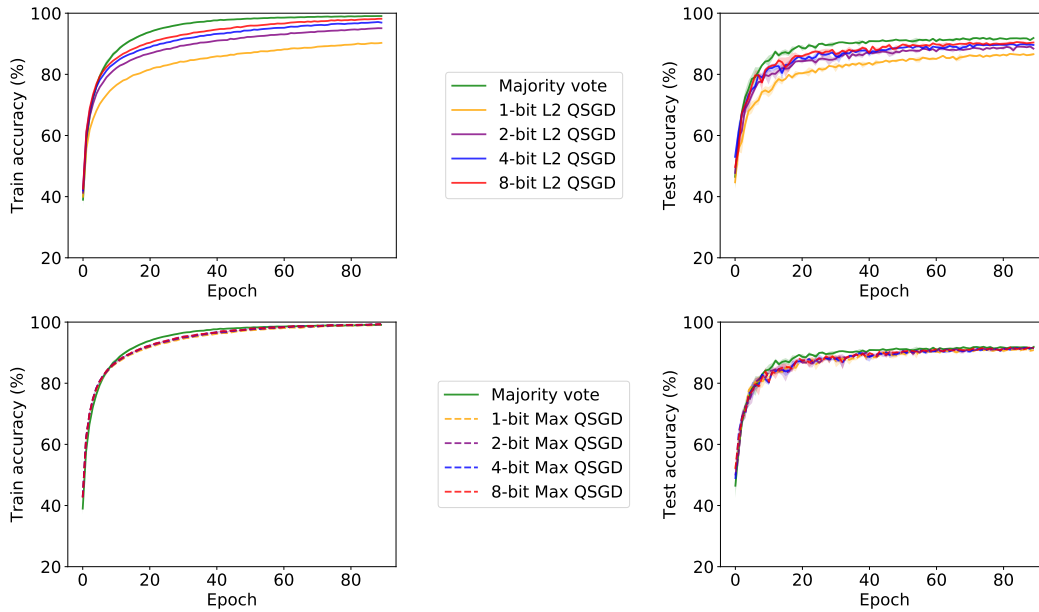 100
80
60
40
20
Train accuracy (%)
0 20 40 60 80
Epoch
Majority vote
1-bit L2 QSGD
2-bit L2 QSGD
4-bit L2 QSGD
8-bit L2 QSGD
100
80
60
40
20
Test accuracy (%)
0 20 40 60 80
Epoch
100
80
60
40
20
Train accuracy (%)
0 20 40 60 80
Epoch
Majority vote
1-bit Max QSGD
2-bit Max QSGD
4-bit Max QSGD
8-bit Max QSGD
100
80
60
40
20
Test accuracy (%)
0 20 40 60 80
Epoch